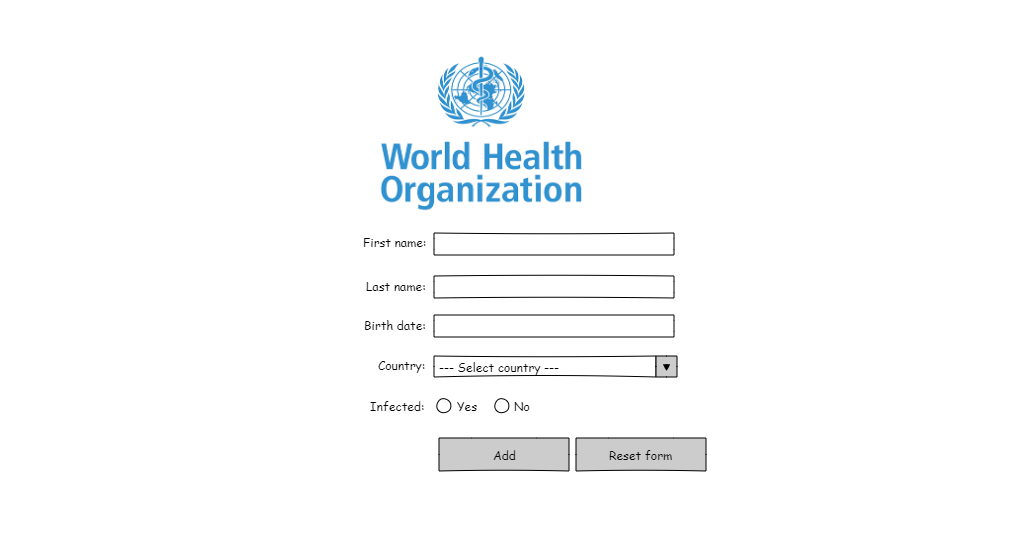 World Health
Organization
First name:
Last name:
Birth date:
Country: --- Select country ---
Infected: Yes No
Add Reset form